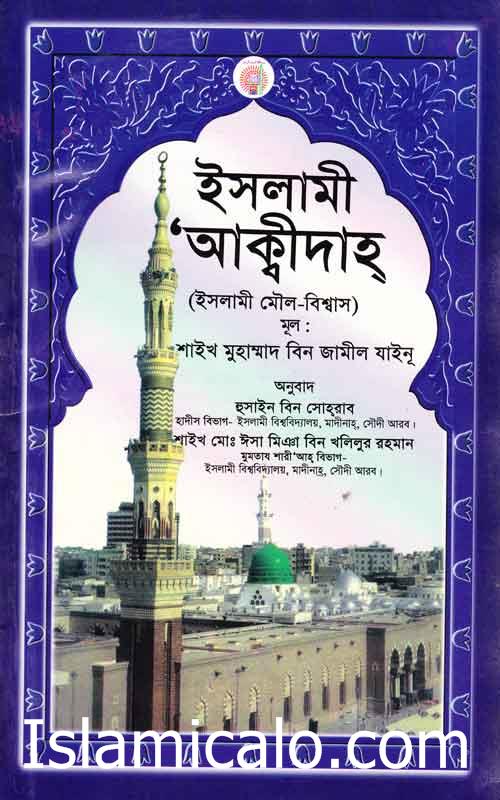 ইসলামী
‘আক্বীদাহ্
(ইসলামী মৌল-বিশ্বাস)
মূল :
শাইখ মুহাম্মাদ বিন জামীল যাইনূ
অনুবাদ
হুসাইন বিন সোহ্‌রাব
হাদীস বিভাগ- ইসলামী বিশ্ববিদ্যালয়, মাদীনাহ্, সৌদী আরব।
শাইখ মোঃ ঈসা মিঞা বিন খলিলুর রহমান
মুমতায শারী‘আহ্ বিভাগ-
ইসলামী বিশ্ববিদ্যালয়, মাদীনাহ্, সৌদী আরব।
Islamicalo.com